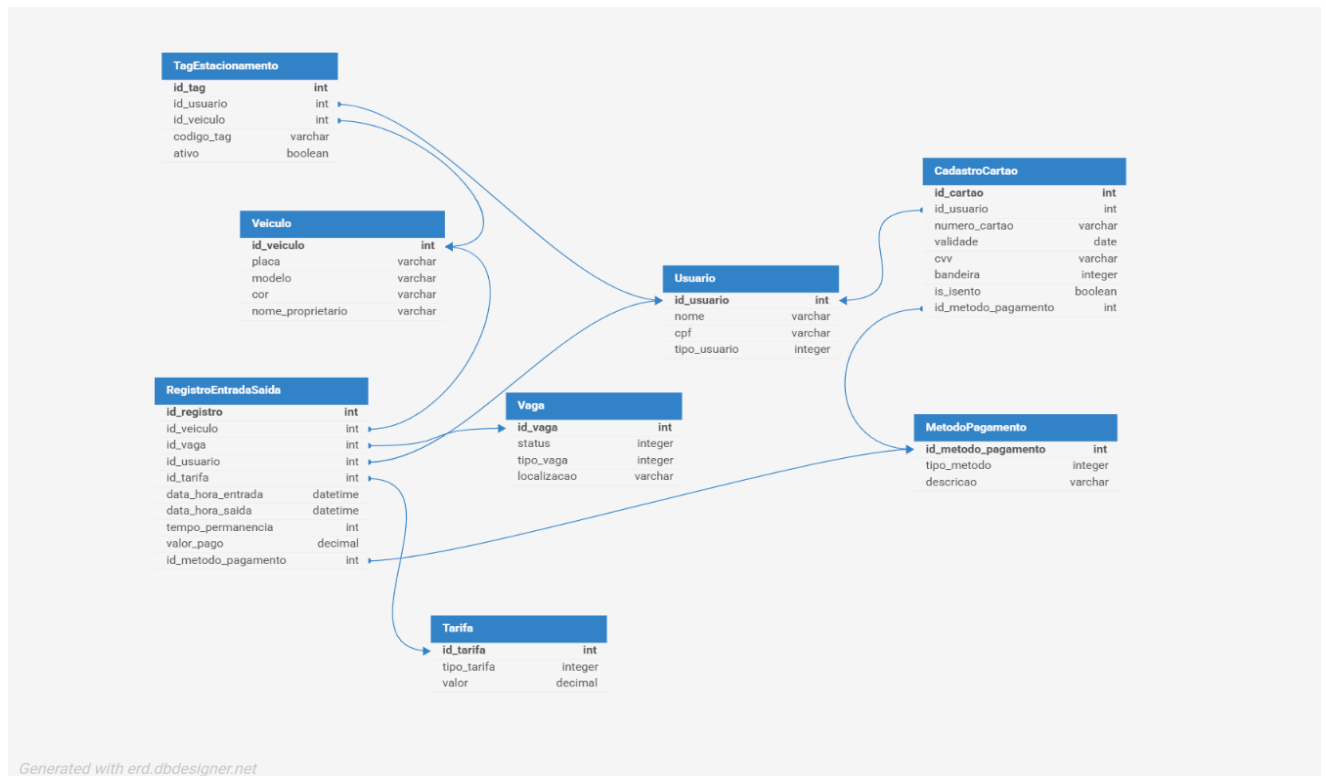 TagEstacionamento
id_tag int
id_usuario int
id_veiculo int
codigo_tag varchar
ativo boolean
Veiculo
id_veiculo int
placa varchar
modelo varchar
cor varchar
nome_proprietario varchar
CadastroCartao
id_cartao int
id_usuario int
numero_cartao varchar
validade date
cvv varchar
bandeira integer
is_isento boolean
id_metodo_pagamento int
Usuario
id_usuario int
nome varchar
cpf varchar
tipo_usuario integer
RegistroEntradaSaida
id_registro int
id_veiculo int
id_vaga int
id_usuario int
id_tarifa int
data_hora_entrada datetime
data_hora_saida datetime
tempo_permanencia int
valor_pago decimal
id_metodo_pagamento int
Vaga
id_vaga int
status integer
tipo_vaga integer
localizacao varchar
MetodoPagamento
id_metodo_pagamento int
tipo_metodo integer
descricao varchar
Tarifa
id_tarifa int
tipo_tarifa integer
valor decimal
Generated with erd.dbdesigner.net